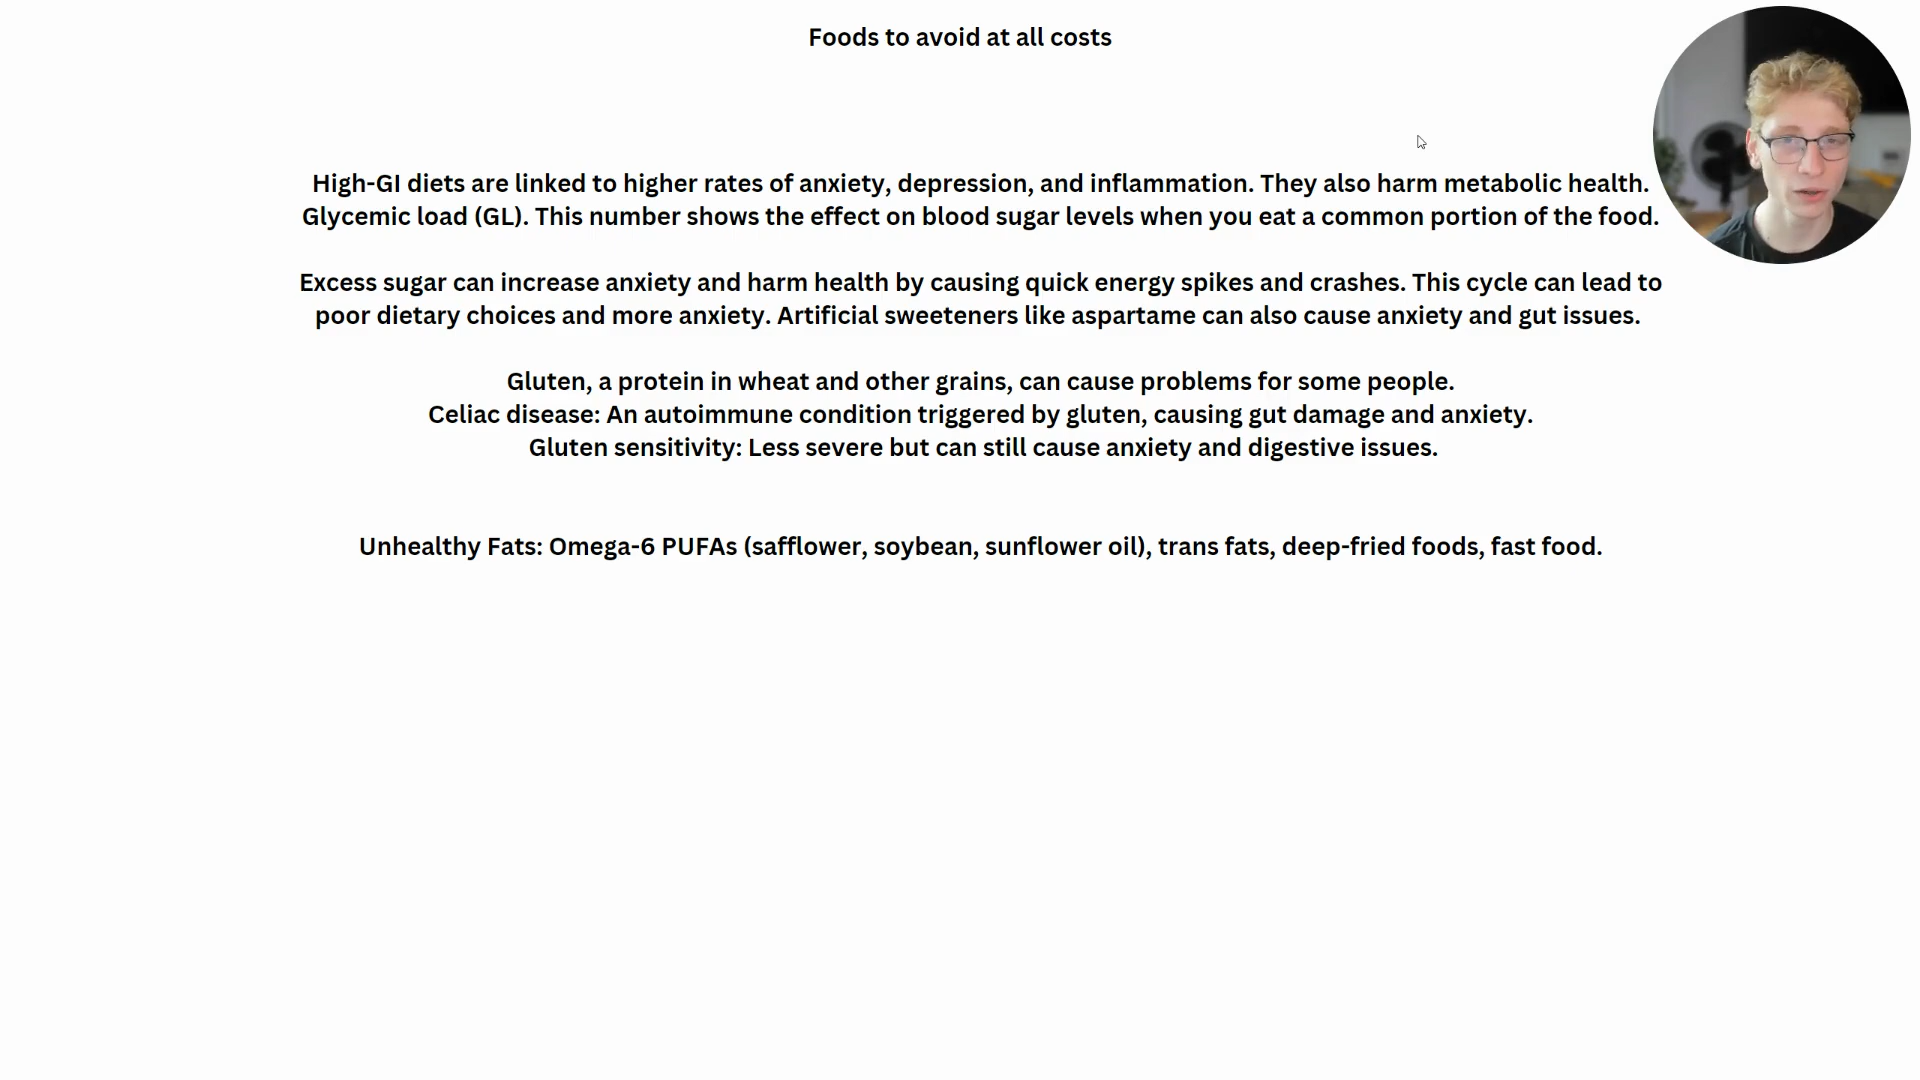 Foods to avoid at all costs
High-GI diets are linked to higher rates of anxiety, depression, and inflammation. They also harm metabolic health.
Glycemic load (GL). This number shows the effect on blood sugar levels when you eat a common portion of the food.
Excess sugar can increase anxiety and harm health by causing quick energy spikes and crashes. This cycle can lead to
poor dietary choices and more anxiety. Artificial sweeteners like aspartame can also cause anxiety and gut issues.
Gluten, a protein in wheat and other grains, can cause problems for some people.
Celiac disease: An autoimmune condition triggered by gluten, causing gut damage and anxiety.
Gluten sensitivity: Less severe but can still cause anxiety and digestive issues.
Unhealthy Fats: Omega-6 PUFAs (safflower, soybean, sunflower oil), trans fats, deep-fried foods, fast food.